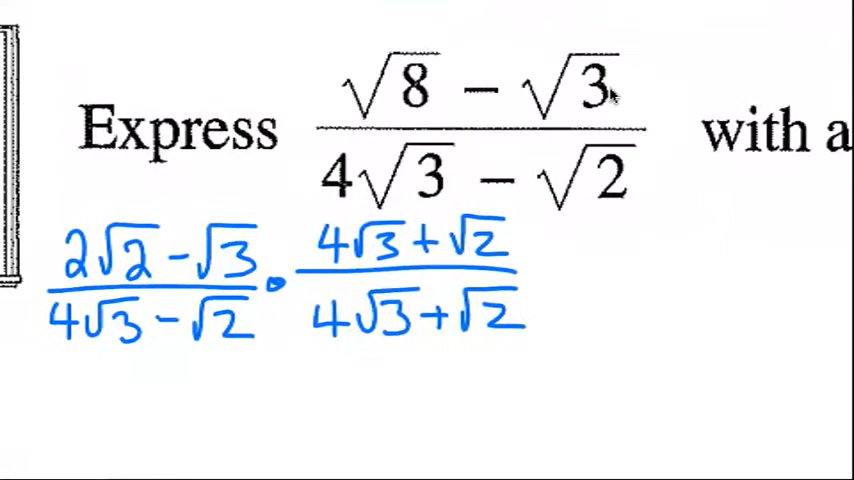 Express (√8 − √3)/(4√3 − √2) with a
(2√2 − √3)/(4√3 − √2) · (4√3 + √2)/(4√3 + √2)